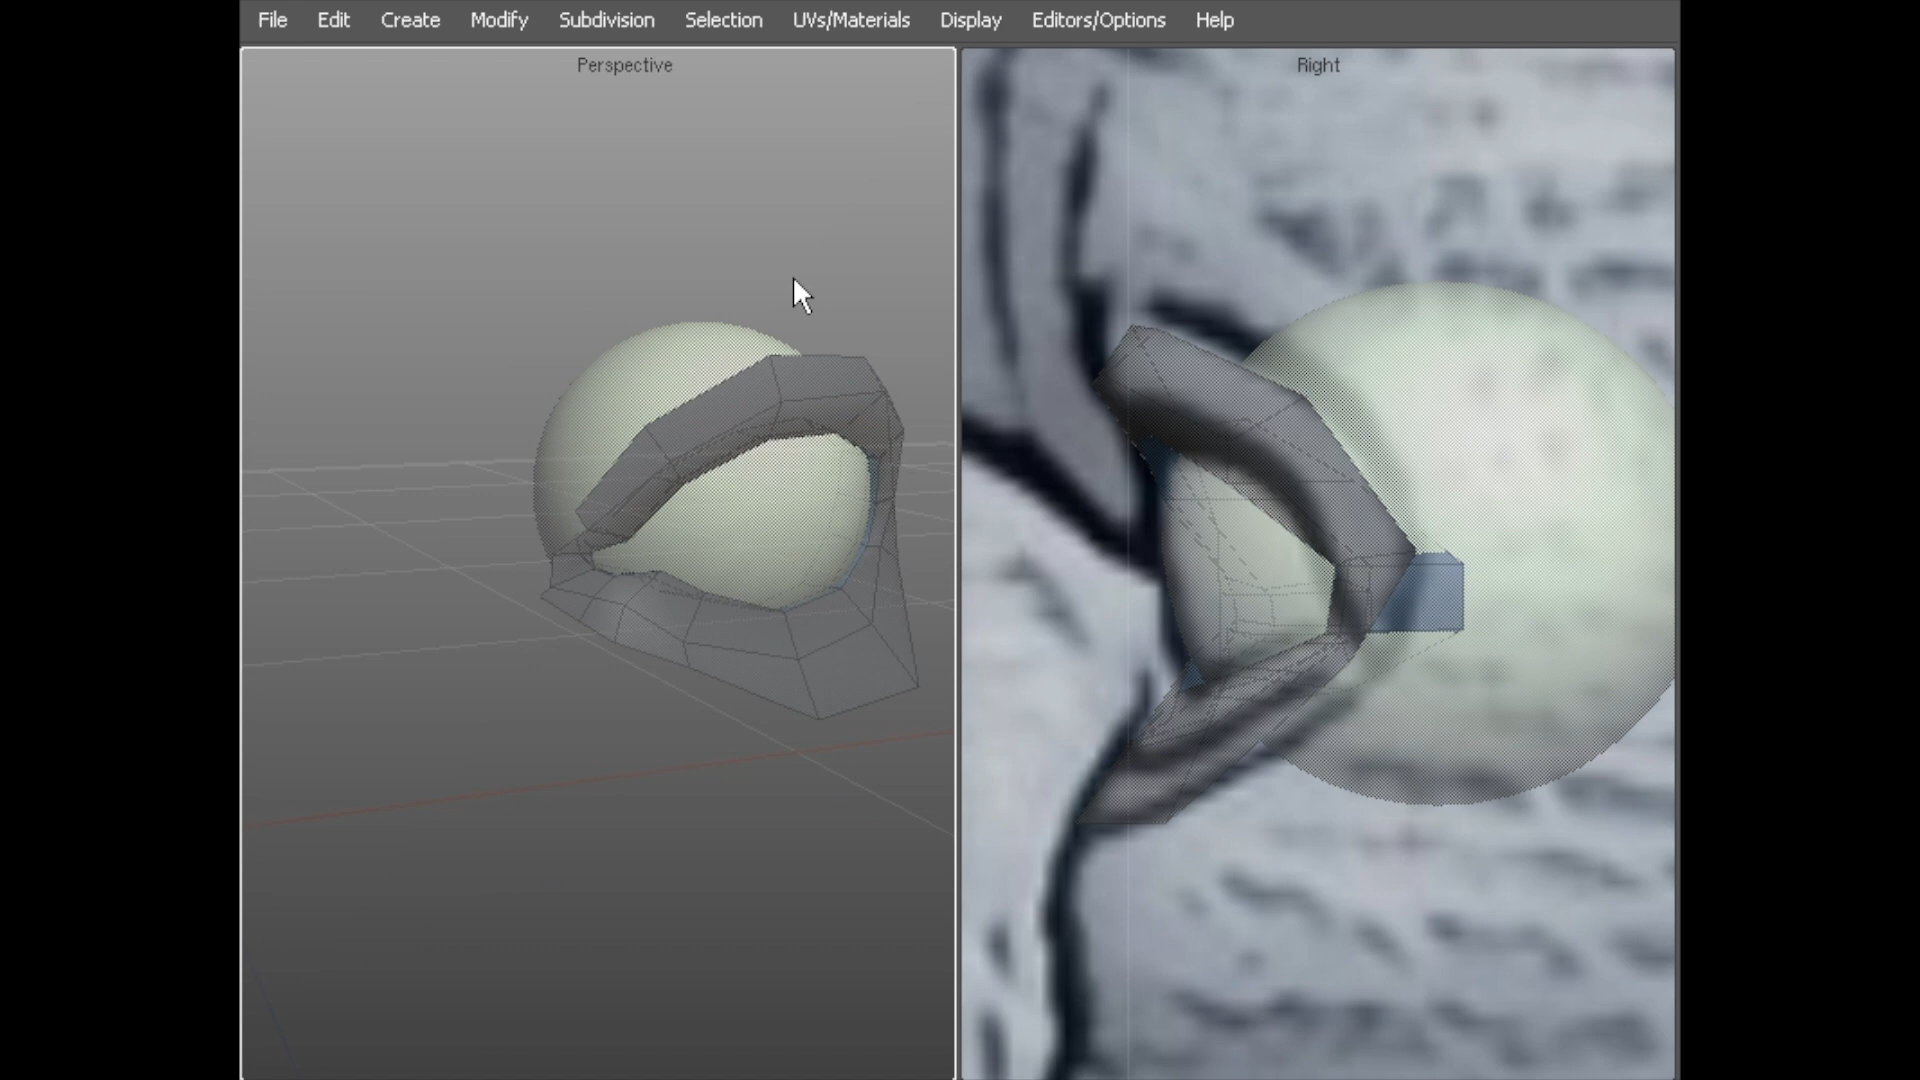 File Edit Create Modify Subdivision Selection UVs/Materials Display Editors/Options Help
Perspective
Right